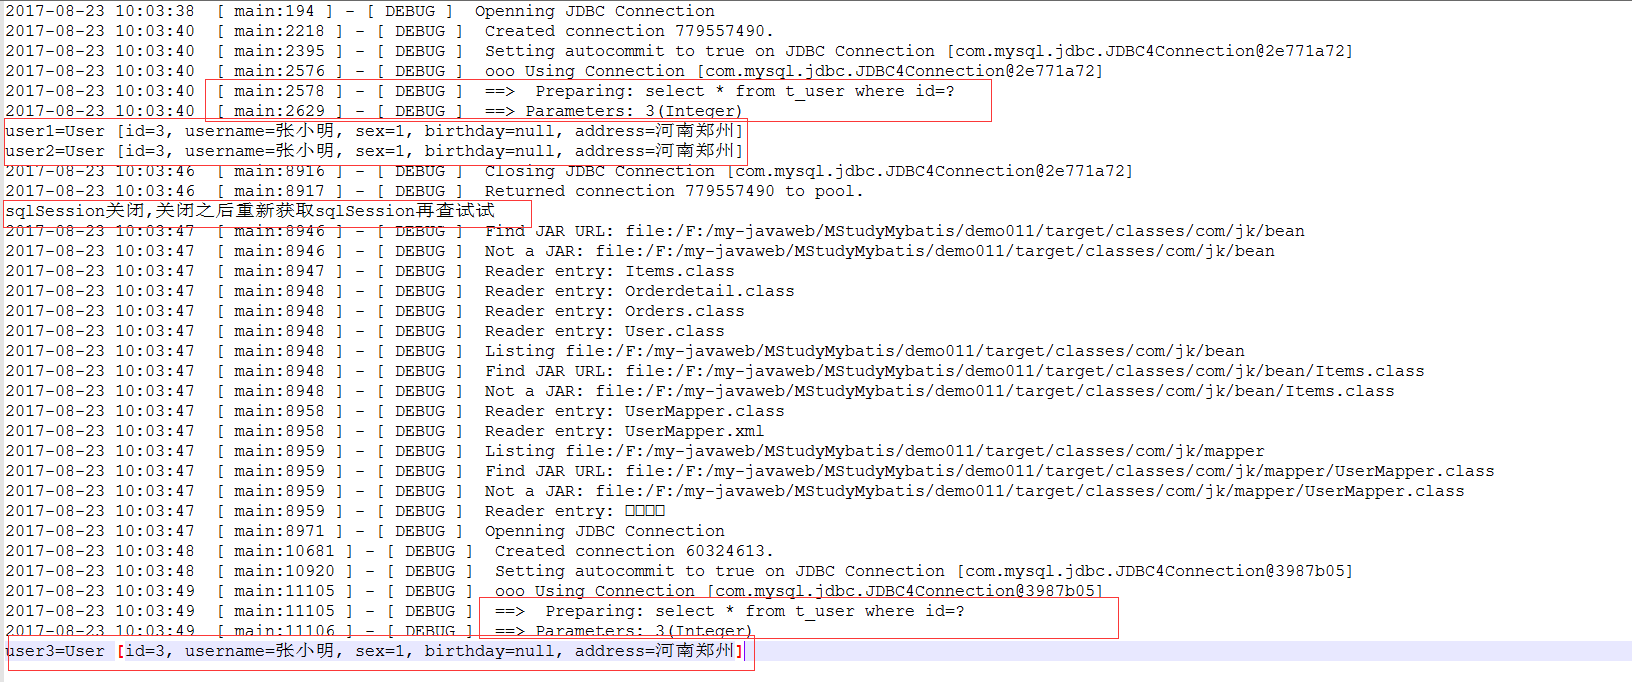 2017-08-23 10:03:38  [ main:194 ] - [ DEBUG ]  Openning JDBC Connection
2017-08-23 10:03:40  [ main:2218 ] - [ DEBUG ]  Created connection 779557490.
2017-08-23 10:03:40  [ main:2395 ] - [ DEBUG ]  Setting autocommit to true on JDBC Connection [com.mysql.jdbc.JDBC4Connection@2e771a72]
2017-08-23 10:03:40  [ main:2576 ] - [ DEBUG ]  ooo Using Connection [com.mysql.jdbc.JDBC4Connection@2e771a72]
2017-08-23 10:03:40  [ main:2578 ] - [ DEBUG ]  ==>  Preparing: select * from t_user where id=?
2017-08-23 10:03:40  [ main:2629 ] - [ DEBUG ]  ==> Parameters: 3(Integer)
user1=User [id=3, username=张小明, sex=1, birthday=null, address=河南郑州]
user2=User [id=3, username=张小明, sex=1, birthday=null, address=河南郑州]
2017-08-23 10:03:46  [ main:8916 ] - [ DEBUG ]  Closing JDBC Connection [com.mysql.jdbc.JDBC4Connection@2e771a72]
2017-08-23 10:03:46  [ main:8917 ] - [ DEBUG ]  Returned connection 779557490 to pool.
sqlSession关闭,关闭之后重新获取sqlSession再查试试
2017-08-23 10:03:47  [ main:8946 ] - [ DEBUG ]  Find JAR URL: file:/F:/my-javaweb/MStudyMybatis/demo011/target/classes/com/jk/bean
2017-08-23 10:03:47  [ main:8946 ] - [ DEBUG ]  Not a JAR: file:/F:/my-javaweb/MStudyMybatis/demo011/target/classes/com/jk/bean
2017-08-23 10:03:47  [ main:8947 ] - [ DEBUG ]  Reader entry: Items.class
2017-08-23 10:03:47  [ main:8948 ] - [ DEBUG ]  Reader entry: Orderdetail.class
2017-08-23 10:03:47  [ main:8948 ] - [ DEBUG ]  Reader entry: Orders.class
2017-08-23 10:03:47  [ main:8948 ] - [ DEBUG ]  Reader entry: User.class
2017-08-23 10:03:47  [ main:8948 ] - [ DEBUG ]  Listing file:/F:/my-javaweb/MStudyMybatis/demo011/target/classes/com/jk/bean
2017-08-23 10:03:47  [ main:8948 ] - [ DEBUG ]  Find JAR URL: file:/F:/my-javaweb/MStudyMybatis/demo011/target/classes/com/jk/bean/Items.class
2017-08-23 10:03:47  [ main:8948 ] - [ DEBUG ]  Not a JAR: file:/F:/my-javaweb/MStudyMybatis/demo011/target/classes/com/jk/bean/Items.class
2017-08-23 10:03:47  [ main:8958 ] - [ DEBUG ]  Reader entry: UserMapper.class
2017-08-23 10:03:47  [ main:8958 ] - [ DEBUG ]  Reader entry: UserMapper.xml
2017-08-23 10:03:47  [ main:8959 ] - [ DEBUG ]  Listing file:/F:/my-javaweb/MStudyMybatis/demo011/target/classes/com/jk/mapper
2017-08-23 10:03:47  [ main:8959 ] - [ DEBUG ]  Find JAR URL: file:/F:/my-javaweb/MStudyMybatis/demo011/target/classes/com/jk/mapper/UserMapper.class
2017-08-23 10:03:47  [ main:8959 ] - [ DEBUG ]  Not a JAR: file:/F:/my-javaweb/MStudyMybatis/demo011/target/classes/com/jk/mapper/UserMapper.class
2017-08-23 10:03:47  [ main:8959 ] - [ DEBUG ]  Reader entry: □□□□
2017-08-23 10:03:47  [ main:8971 ] - [ DEBUG ]  Openning JDBC Connection
2017-08-23 10:03:48  [ main:10681 ] - [ DEBUG ]  Created connection 60324613.
2017-08-23 10:03:48  [ main:10920 ] - [ DEBUG ]  Setting autocommit to true on JDBC Connection [com.mysql.jdbc.JDBC4Connection@3987b05]
2017-08-23 10:03:49  [ main:11105 ] - [ DEBUG ]  ooo Using Connection [com.mysql.jdbc.JDBC4Connection@3987b05]
2017-08-23 10:03:49  [ main:11105 ] - [ DEBUG ]  ==>  Preparing: select * from t_user where id=?
2017-08-23 10:03:49  [ main:11106 ] - [ DEBUG ]  ==> Parameters: 3(Integer)
user3=User [id=3, username=张小明, sex=1, birthday=null, address=河南郑州]